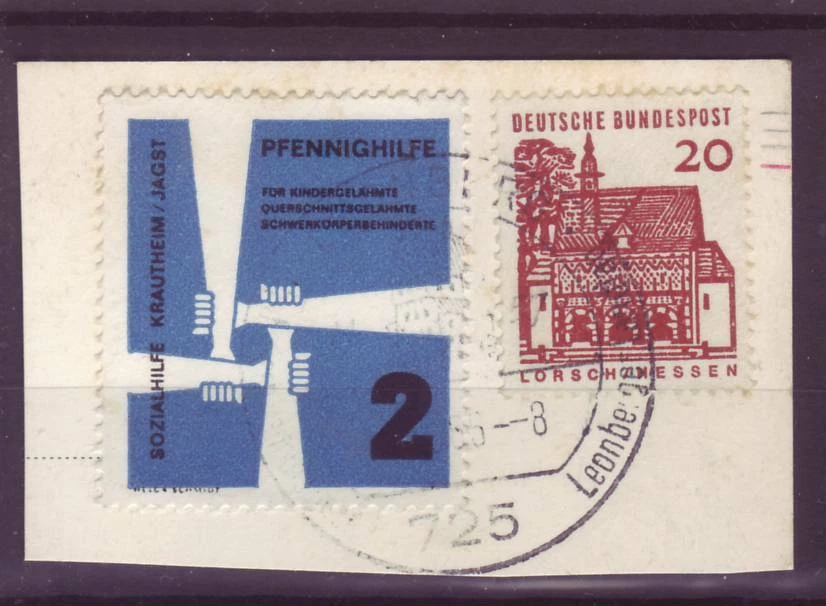 SOZIALHILFE KRAUTHEIM / JAGST
PFENNIGHILFE
FÜR KINDERGELÄHMTE
QUERSCHNITTSGELÄHMTE
SCHWERKÖRPERBEHINDERTE
2
DEUTSCHE BUNDESPOST
20
LORSCH/HESSEN
--8
Leonberg
725